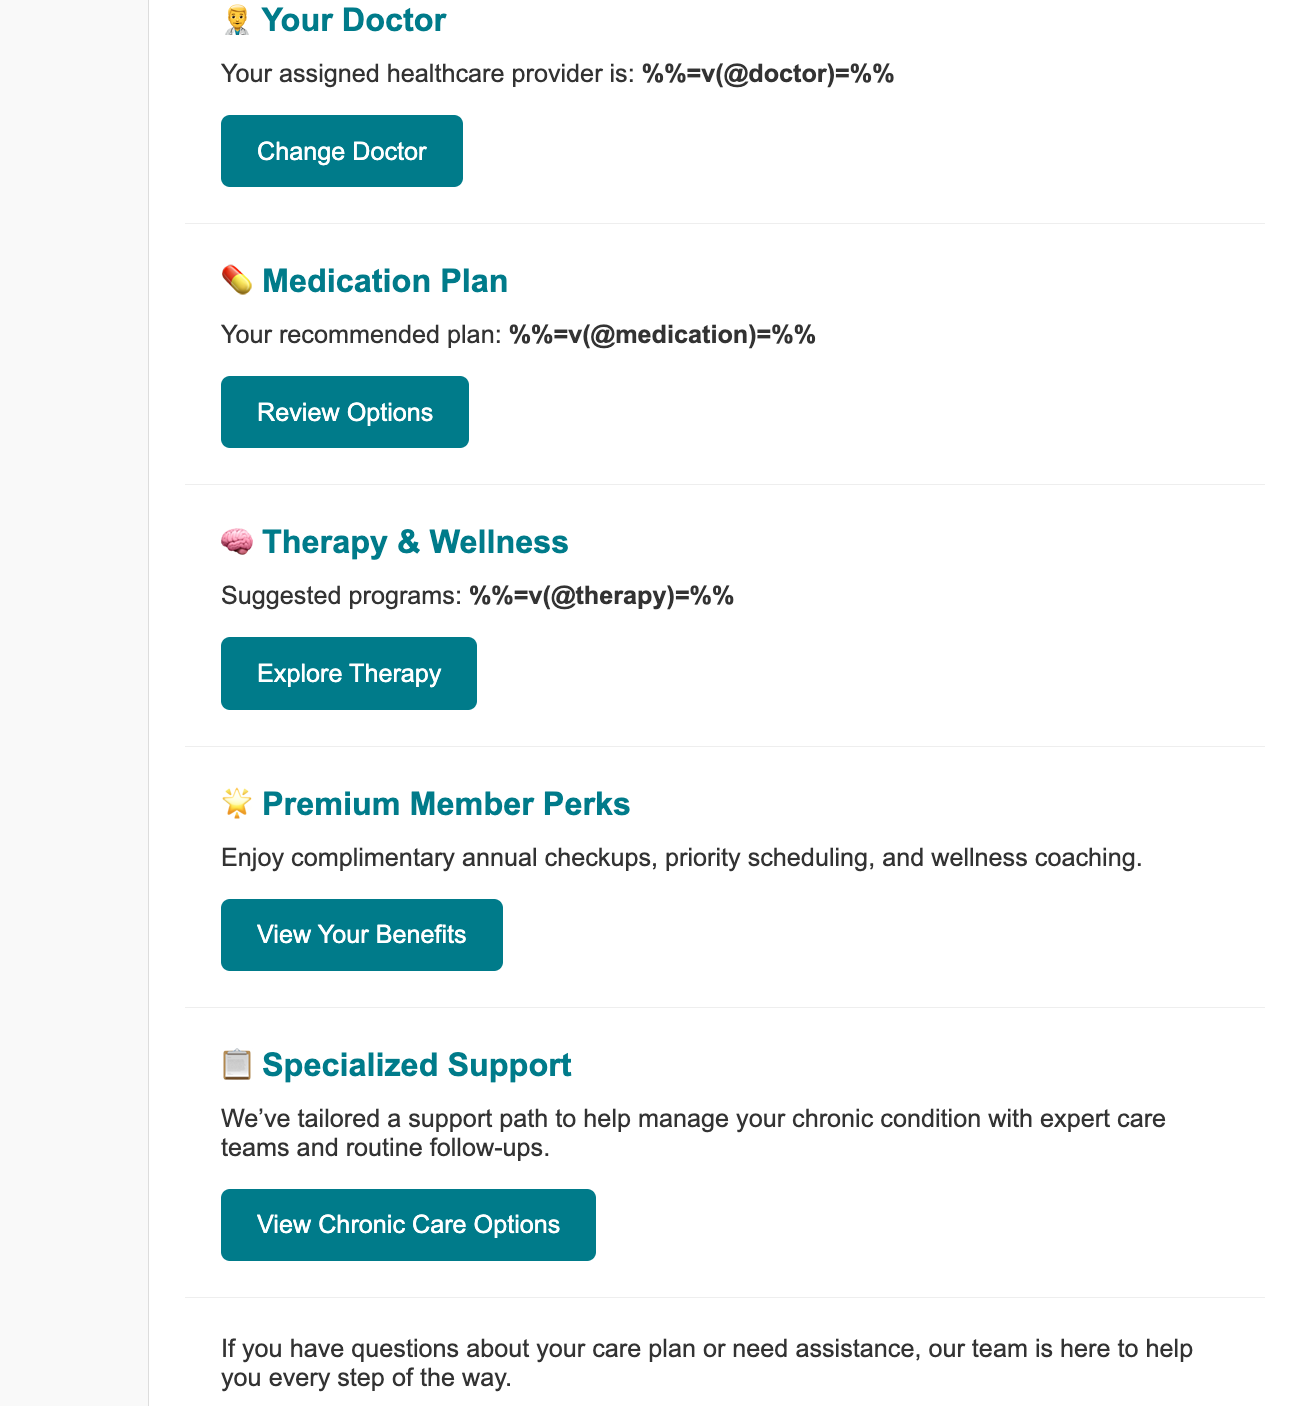 👨‍⚕️ Your Doctor
Your assigned healthcare provider is: %%=v(@doctor)=%%
Change Doctor
💊 Medication Plan
Your recommended plan: %%=v(@medication)=%%
Review Options
🧠 Therapy & Wellness
Suggested programs: %%=v(@therapy)=%%
Explore Therapy
🌟 Premium Member Perks
Enjoy complimentary annual checkups, priority scheduling, and wellness coaching.
View Your Benefits
📋 Specialized Support
We’ve tailored a support path to help manage your chronic condition with expert care
teams and routine follow-ups.
View Chronic Care Options
If you have questions about your care plan or need assistance, our team is here to help
you every step of the way.